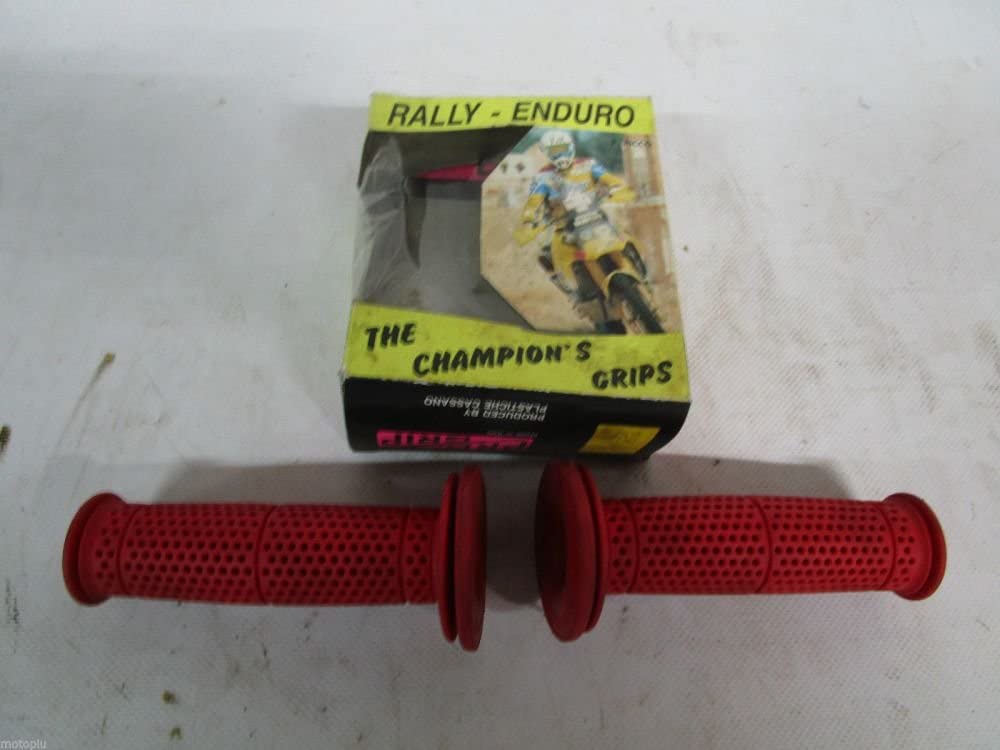 RALLY - ENDURO
THE
CHAMPION'S
GRIPS
PRODUCED BY
PLASTICHE CASSANO
motoplu